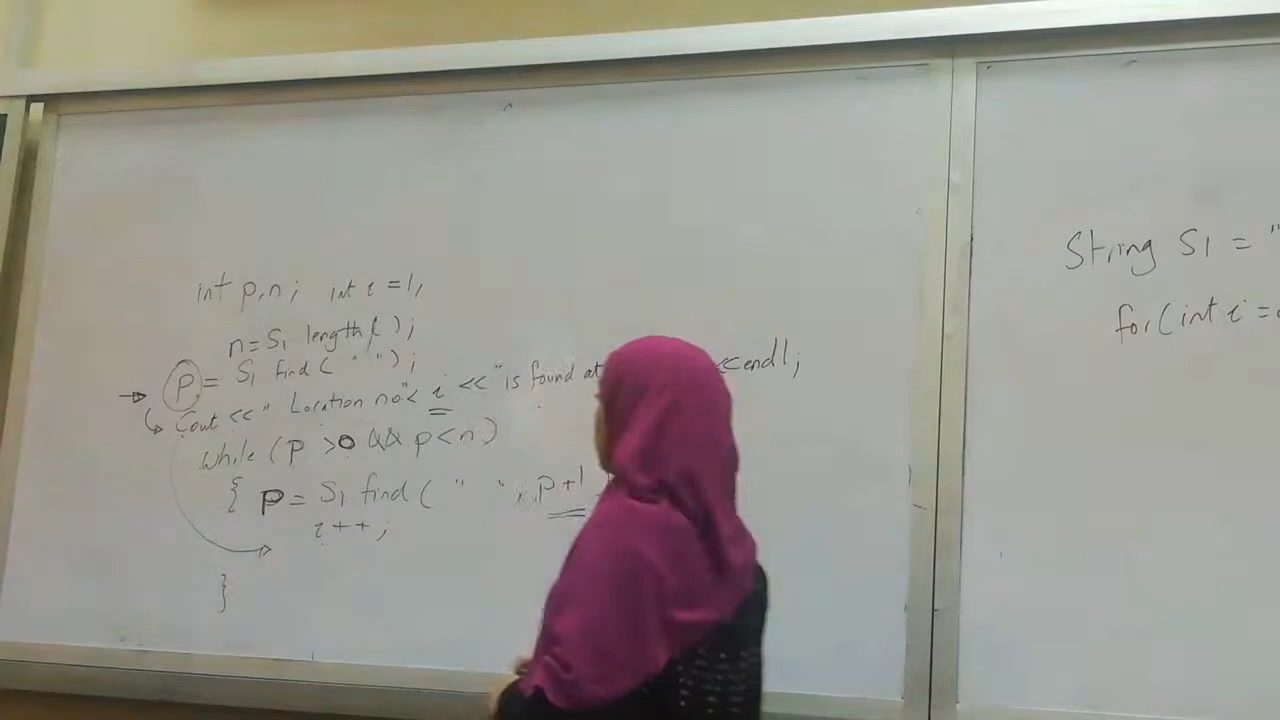 int p,n; int i=1,
n=S1 length( );
P = S1 find( " " );
Cout << " Location no"< i << "is found at <<endl;
while (p >0 && p<n)
{ P= S1 find ( " ", p+1
i++;
}
String S1 = "
for(int i=